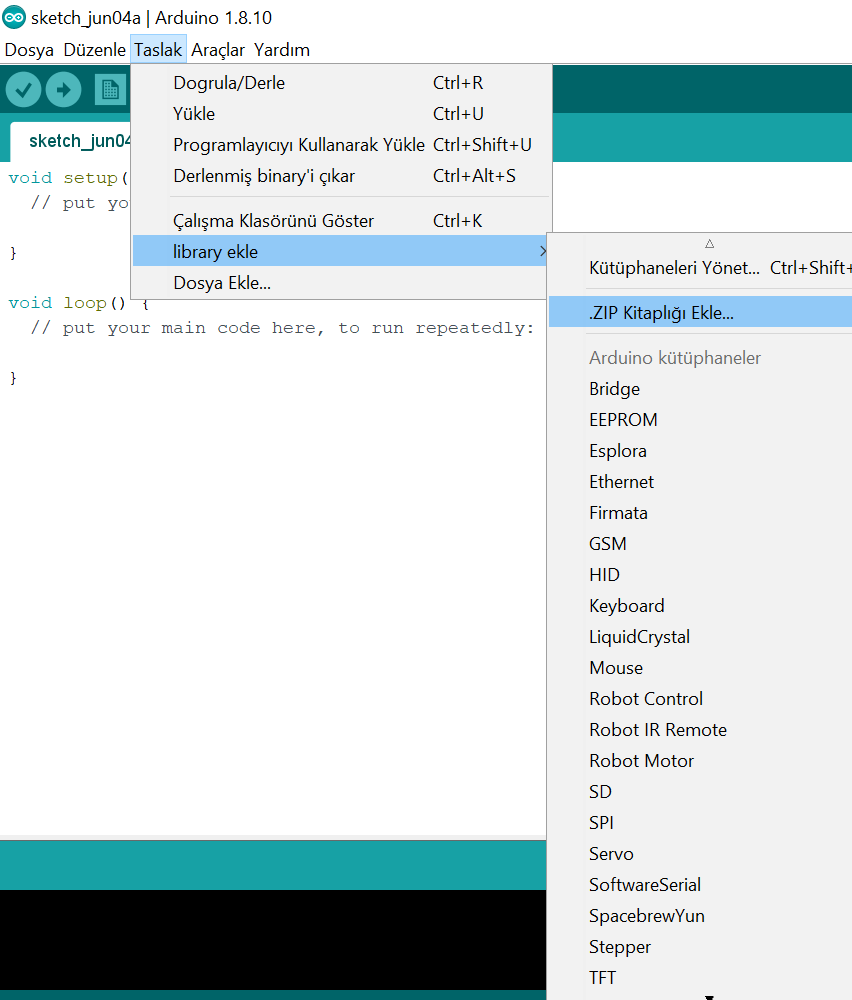 sketch_jun04a | Arduino 1.8.10
Dosya Düzenle Taslak Araçlar Yardım
Dogrula/Derle Ctrl+R
Yükle Ctrl+U
Programlayıcıyı Kullanarak Yükle Ctrl+Shift+U
Derlenmiş binary'i çıkar Ctrl+Alt+S
Çalışma Klasörünü Göster Ctrl+K
library ekle
Dosya Ekle...
Kütüphaneleri Yönet... Ctrl+Shift+
.ZIP Kitaplığı Ekle...
Arduino kütüphaneler
Bridge
EEPROM
Esplora
Ethernet
Firmata
GSM
HID
Keyboard
LiquidCrystal
Mouse
Robot Control
Robot IR Remote
Robot Motor
SD
SPI
Servo
SoftwareSerial
SpacebrewYun
Stepper
TFT
sketch_jun04
void setup(
// put yo
}
void loop() {
// put your main code here, to run repeatedly:
}